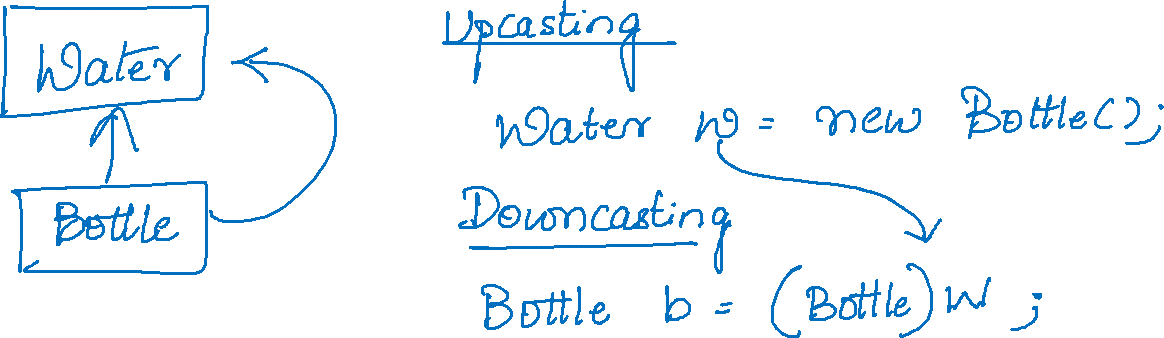 Water
Bottle
Upcasting
Water w = new Bottle();
Downcasting
Bottle b = (Bottle)w ;